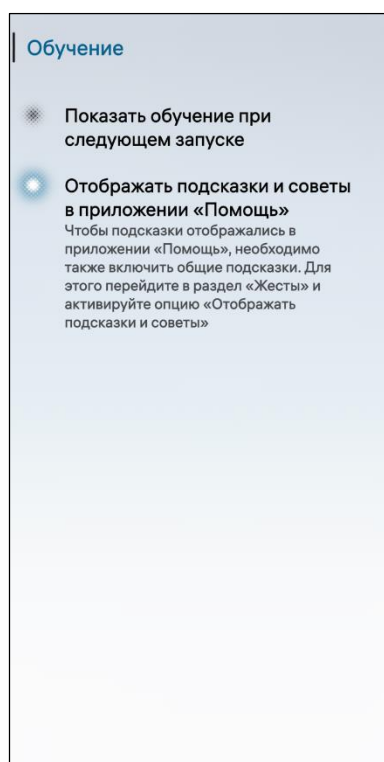 Обучение
Показать обучение при
следующем запуске
Отображать подсказки и советы
в приложении «Помощь»
Чтобы подсказки отображались в
приложении «Помощь», необходимо
также включить общие подсказки. Для
этого перейдите в раздел «Жесты» и
активируйте опцию «Отображать
подсказки и советы»